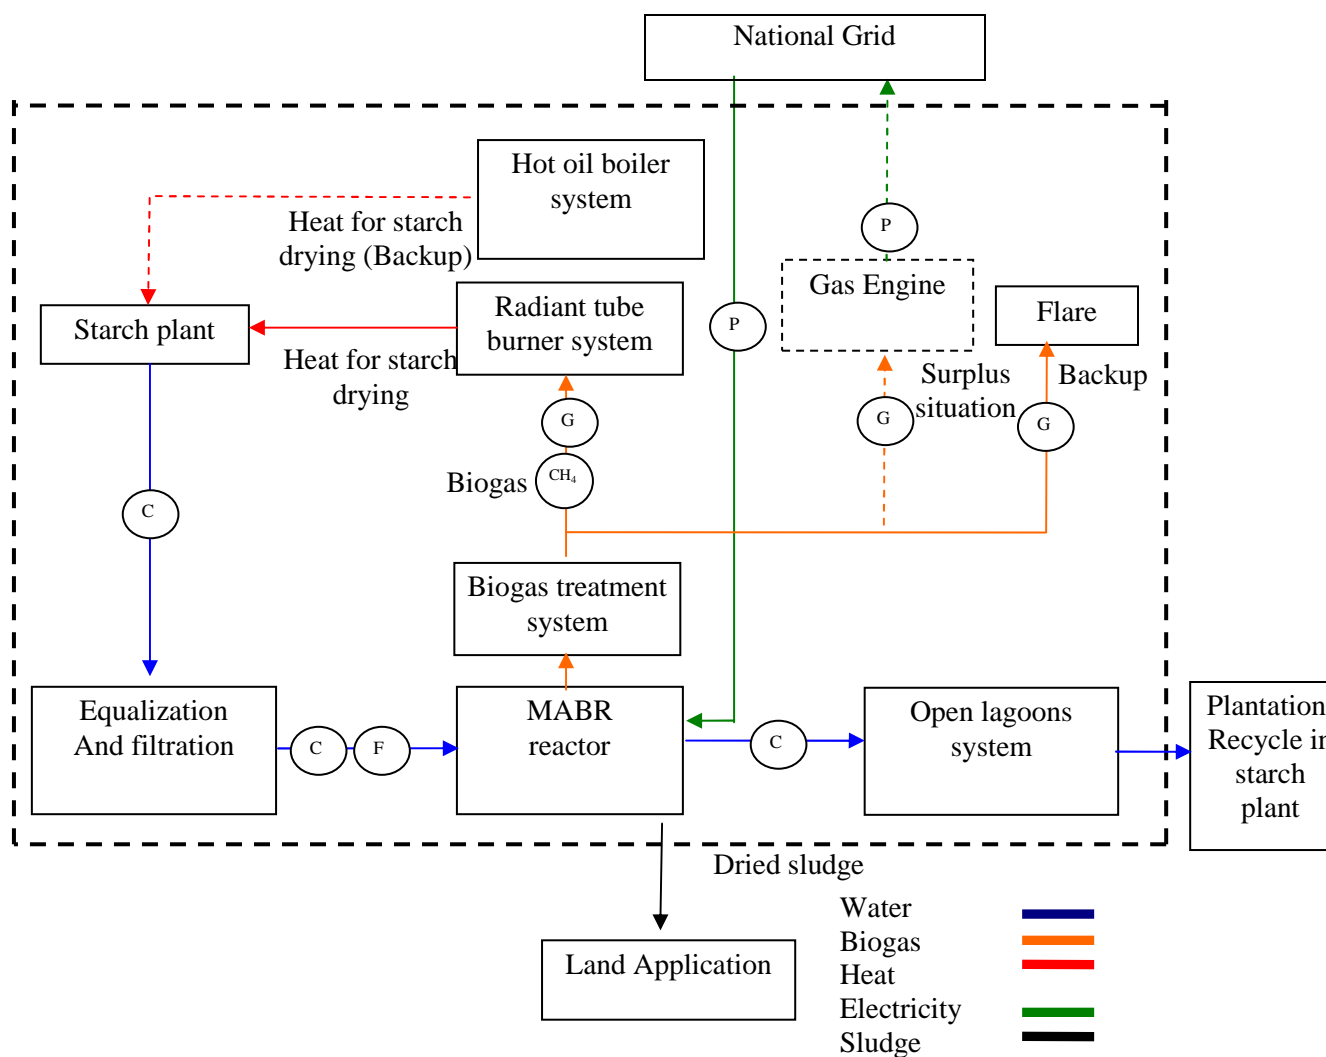 National Grid
Hot oil boiler
system
Heat for starch
drying (Backup)
P
Gas Engine
Starch plant
Radiant tube
burner system
P
Flare
Heat for starch
drying
Surplus
situation
Backup
G
G
G
Biogas
CH₄
C
Biogas treatment
system
Equalization
And filtration
C
F
MABR
reactor
C
Open lagoons
system
Plantation
Recycle in
starch
plant
Dried sludge
Land Application
Water
Biogas
Heat
Electricity
Sludge